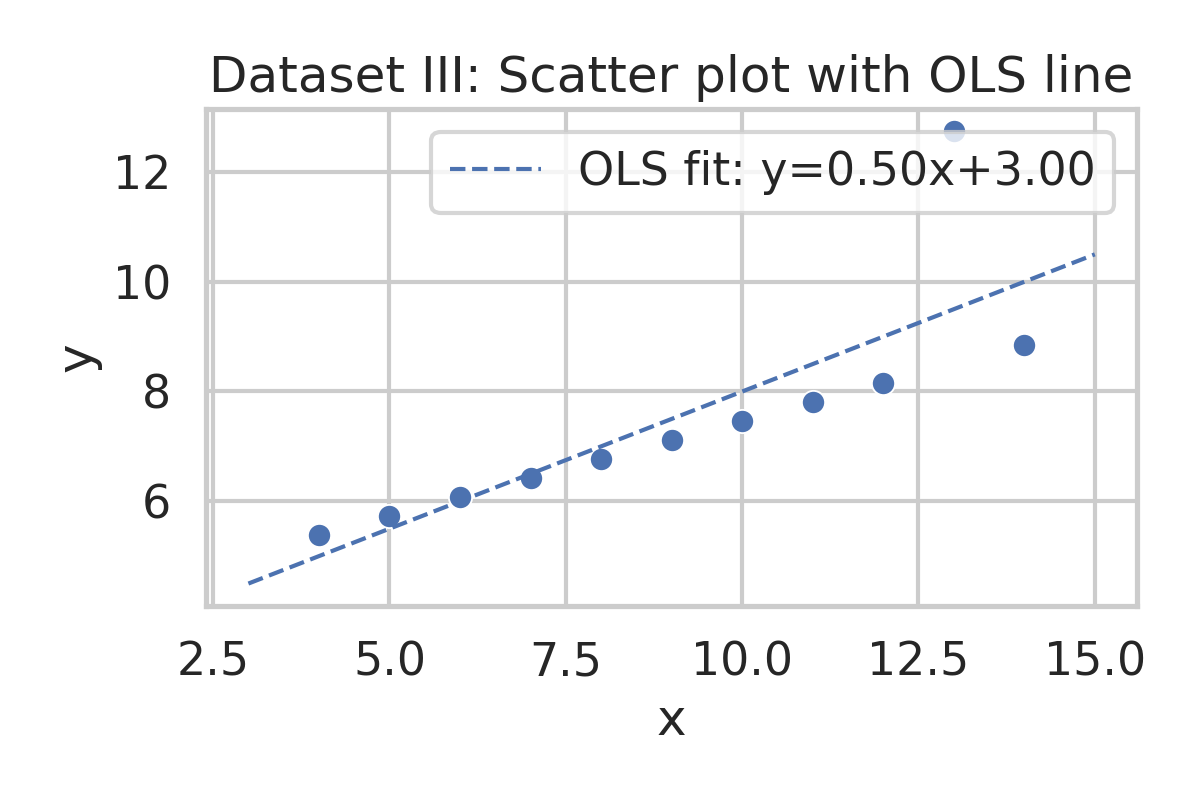 Dataset III: Scatter plot with OLS line
OLS fit: y=0.50x+3.00
12
10
8
6
y
2.5 5.0 7.5 10.0 12.5 15.0
x